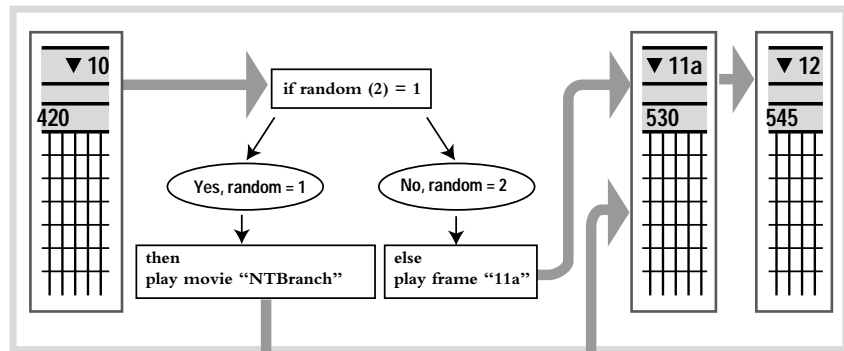 ▼ 10
420
if random (2) = 1
Yes, random = 1
No, random = 2
then
play movie “NTBranch”
else
play frame “11a”
▼ 11a
530
▼ 12
545